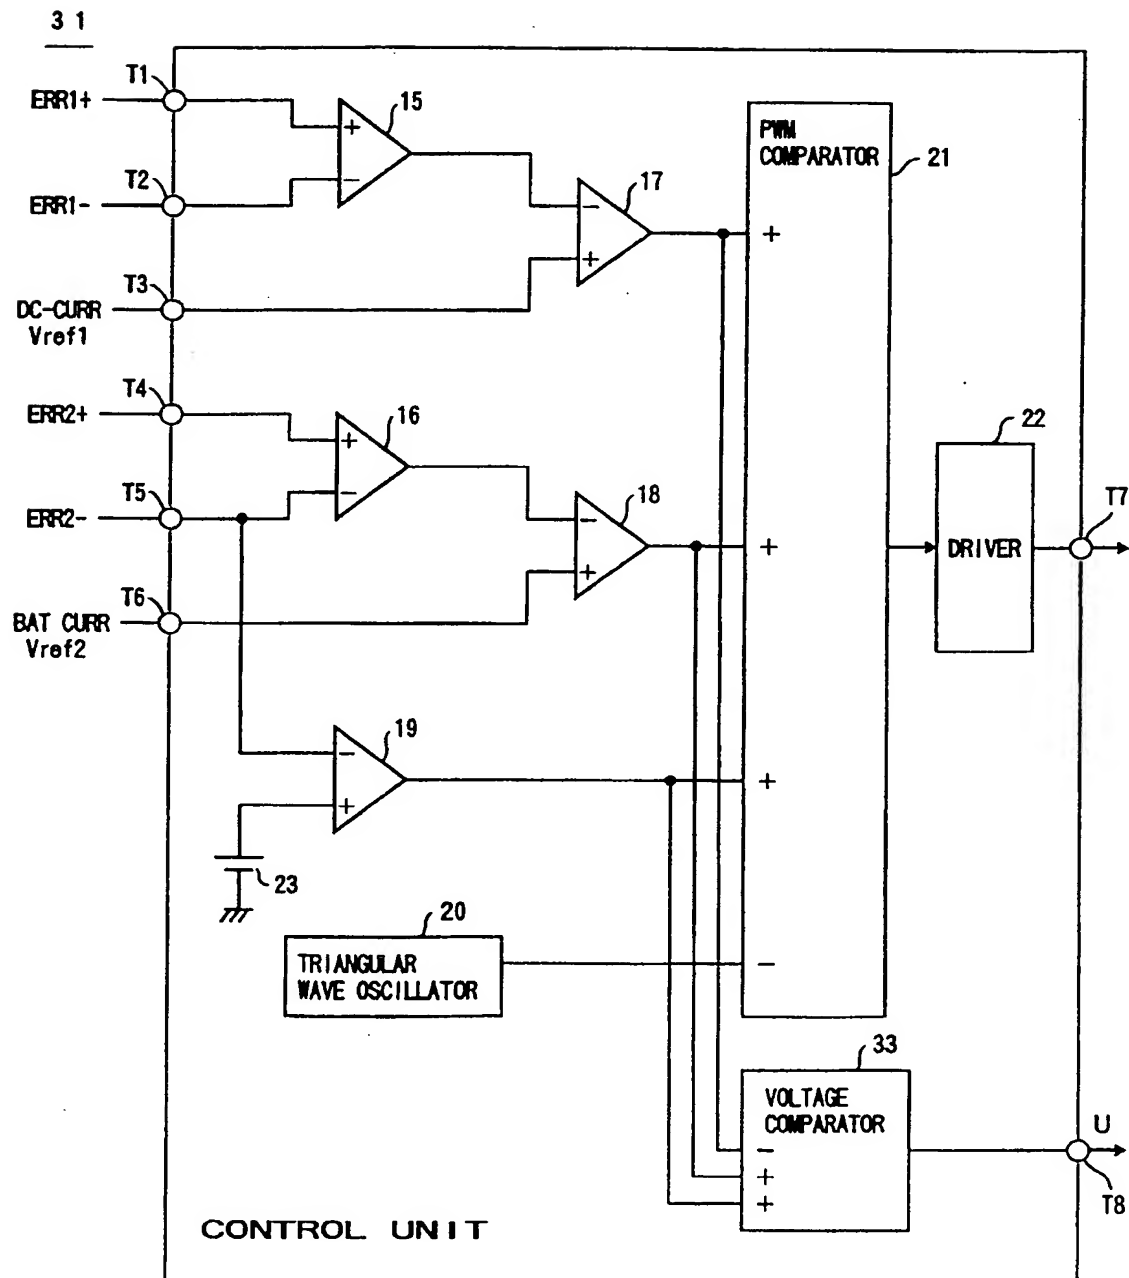 31
T1
ERR1+
15
PWM
COMPARATOR
21
T2
ERR1-
17
T3
DC-CURR
Vref1
T4
ERR2+
16
22
T5
ERR2-
18
T7
DRIVER
T6
BAT CURR
Vref2
19
23
20
TRIANGULAR
WAVE OSCILLATOR
33
VOLTAGE
COMPARATOR
U
T8
CONTROL UNIT
+
-
-
+
+
+
-
-
+
+
-
+
+
-
-
+
+